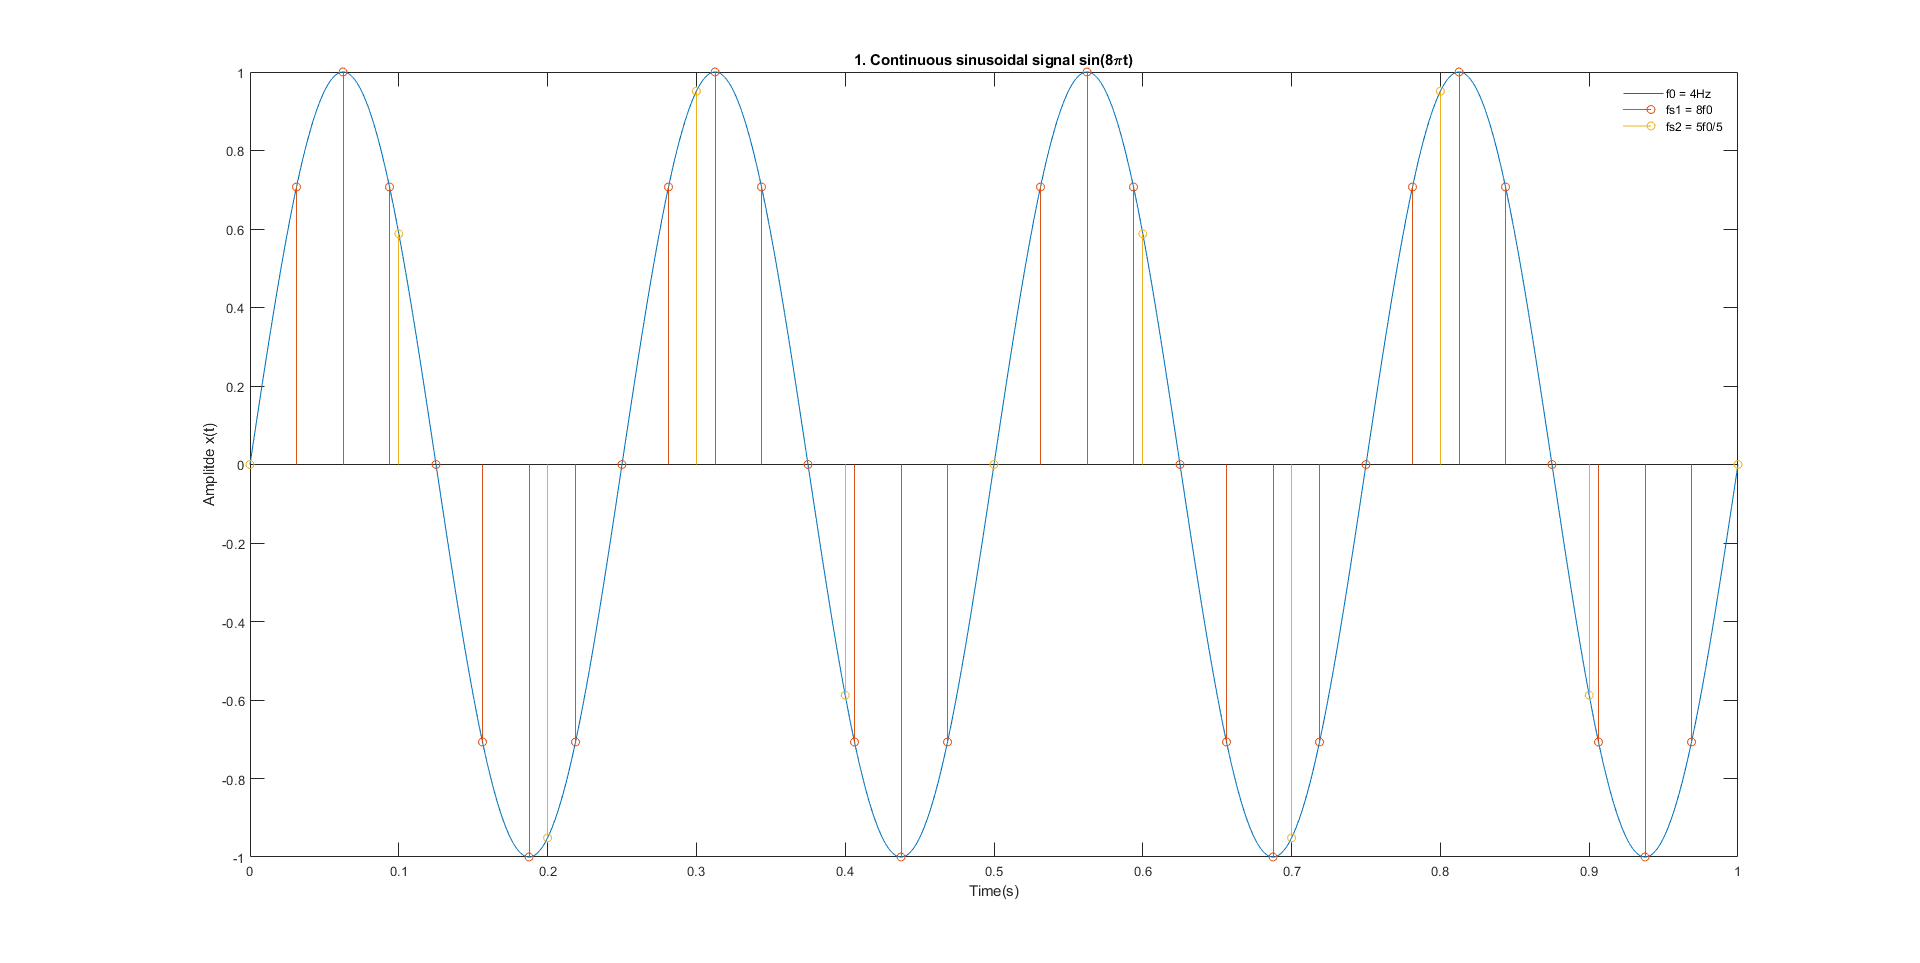 1. Continuous sinusoidal signal sin(8πt)
f0 = 4Hz
fs1 = 8f0
fs2 = 5f0/5
1
0.8
0.6
0.4
0.2
0
-0.2
-0.4
-0.6
-0.8
-1
Amplitde x(t)
0 0.1 0.2 0.3 0.4 0.5 0.6 0.7 0.8 0.9 1
Time(s)